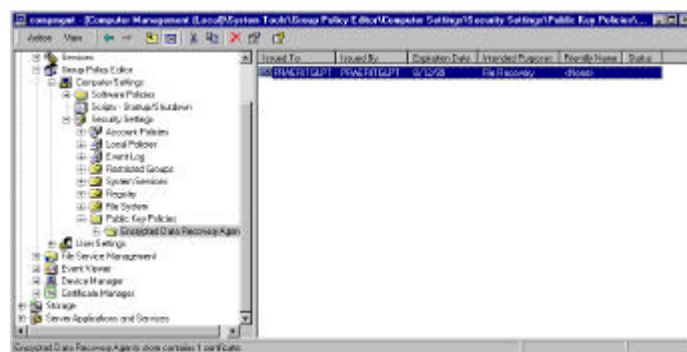 compmgmt - [Computer Management (Local)\System Tools\Group Policy Editor\Computer Settings\Security Settings\Public Key Policies\...
Action View
Services
Group Policy Editor
Computer Settings
Software Policies
Scripts - Startup/Shutdown
Security Settings
Account Policies
Local Policies
Event Log
Restricted Groups
System Services
Registry
File System
Public Key Policies
Encrypted Data Recovery Agen
User Settings
File Service Management
Event Viewer
Device Manager
Certificate Manager
Storage
Server Applications and Services
Issued To Issued By Expiration Date Intended Purposes Friendly Name Status
File Recovery <None>
Encrypted Data Recovery Agents store contains 1 certificate.